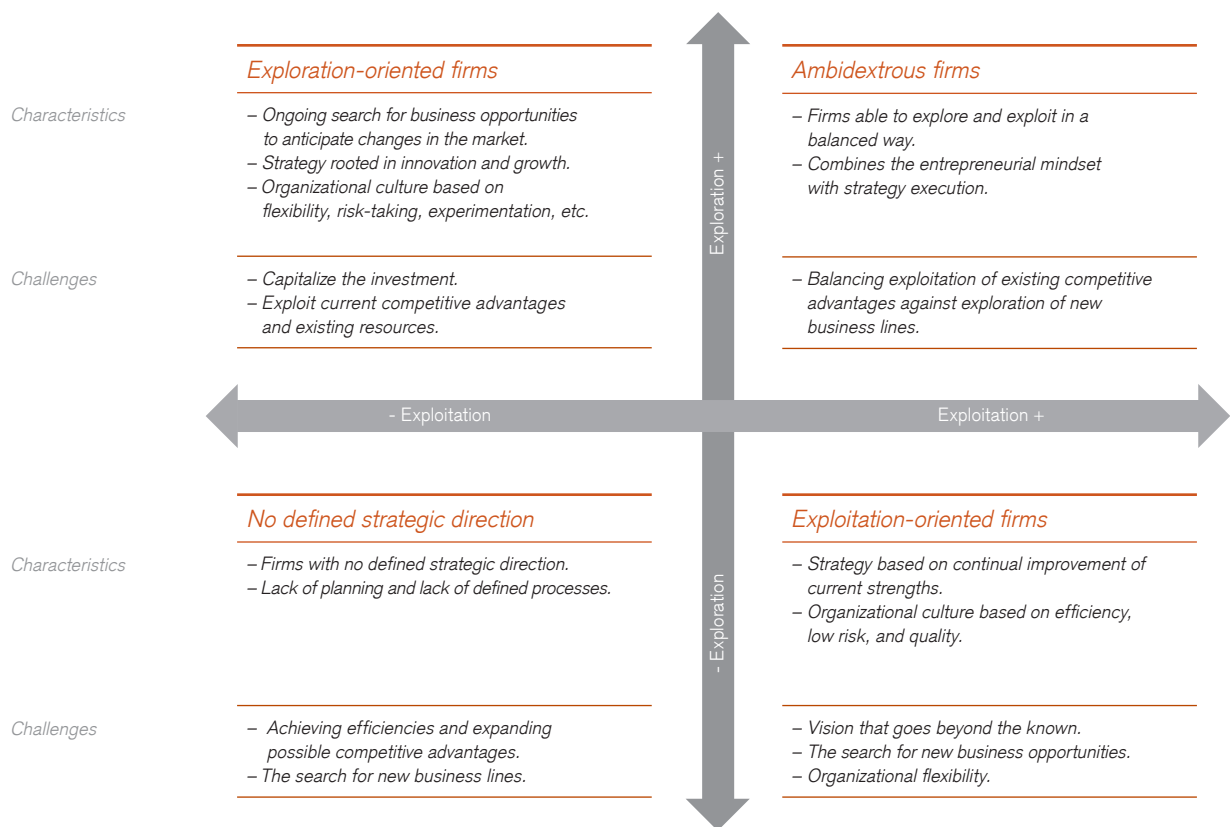 Exploration-oriented firms
Characteristics
– Ongoing search for business opportunities
to anticipate changes in the market.
– Strategy rooted in innovation and growth.
– Organizational culture based on
flexibility, risk-taking, experimentation, etc.
Challenges
– Capitalize the investment.
– Exploit current competitive advantages
and existing resources.
Exploration +
Ambidextrous firms
– Firms able to explore and exploit in a
balanced way.
– Combines the entrepreneurial mindset
with strategy execution.
– Balancing exploitation of existing competitive
advantages against exploration of new
business lines.
- Exploitation
Exploitation +
No defined strategic direction
Characteristics
– Firms with no defined strategic direction.
– Lack of planning and lack of defined processes.
Challenges
– Achieving efficiencies and expanding
possible competitive advantages.
– The search for new business lines.
- Exploration
Exploitation-oriented firms
– Strategy based on continual improvement of
current strengths.
– Organizational culture based on efficiency,
low risk, and quality.
– Vision that goes beyond the known.
– The search for new business opportunities.
– Organizational flexibility.